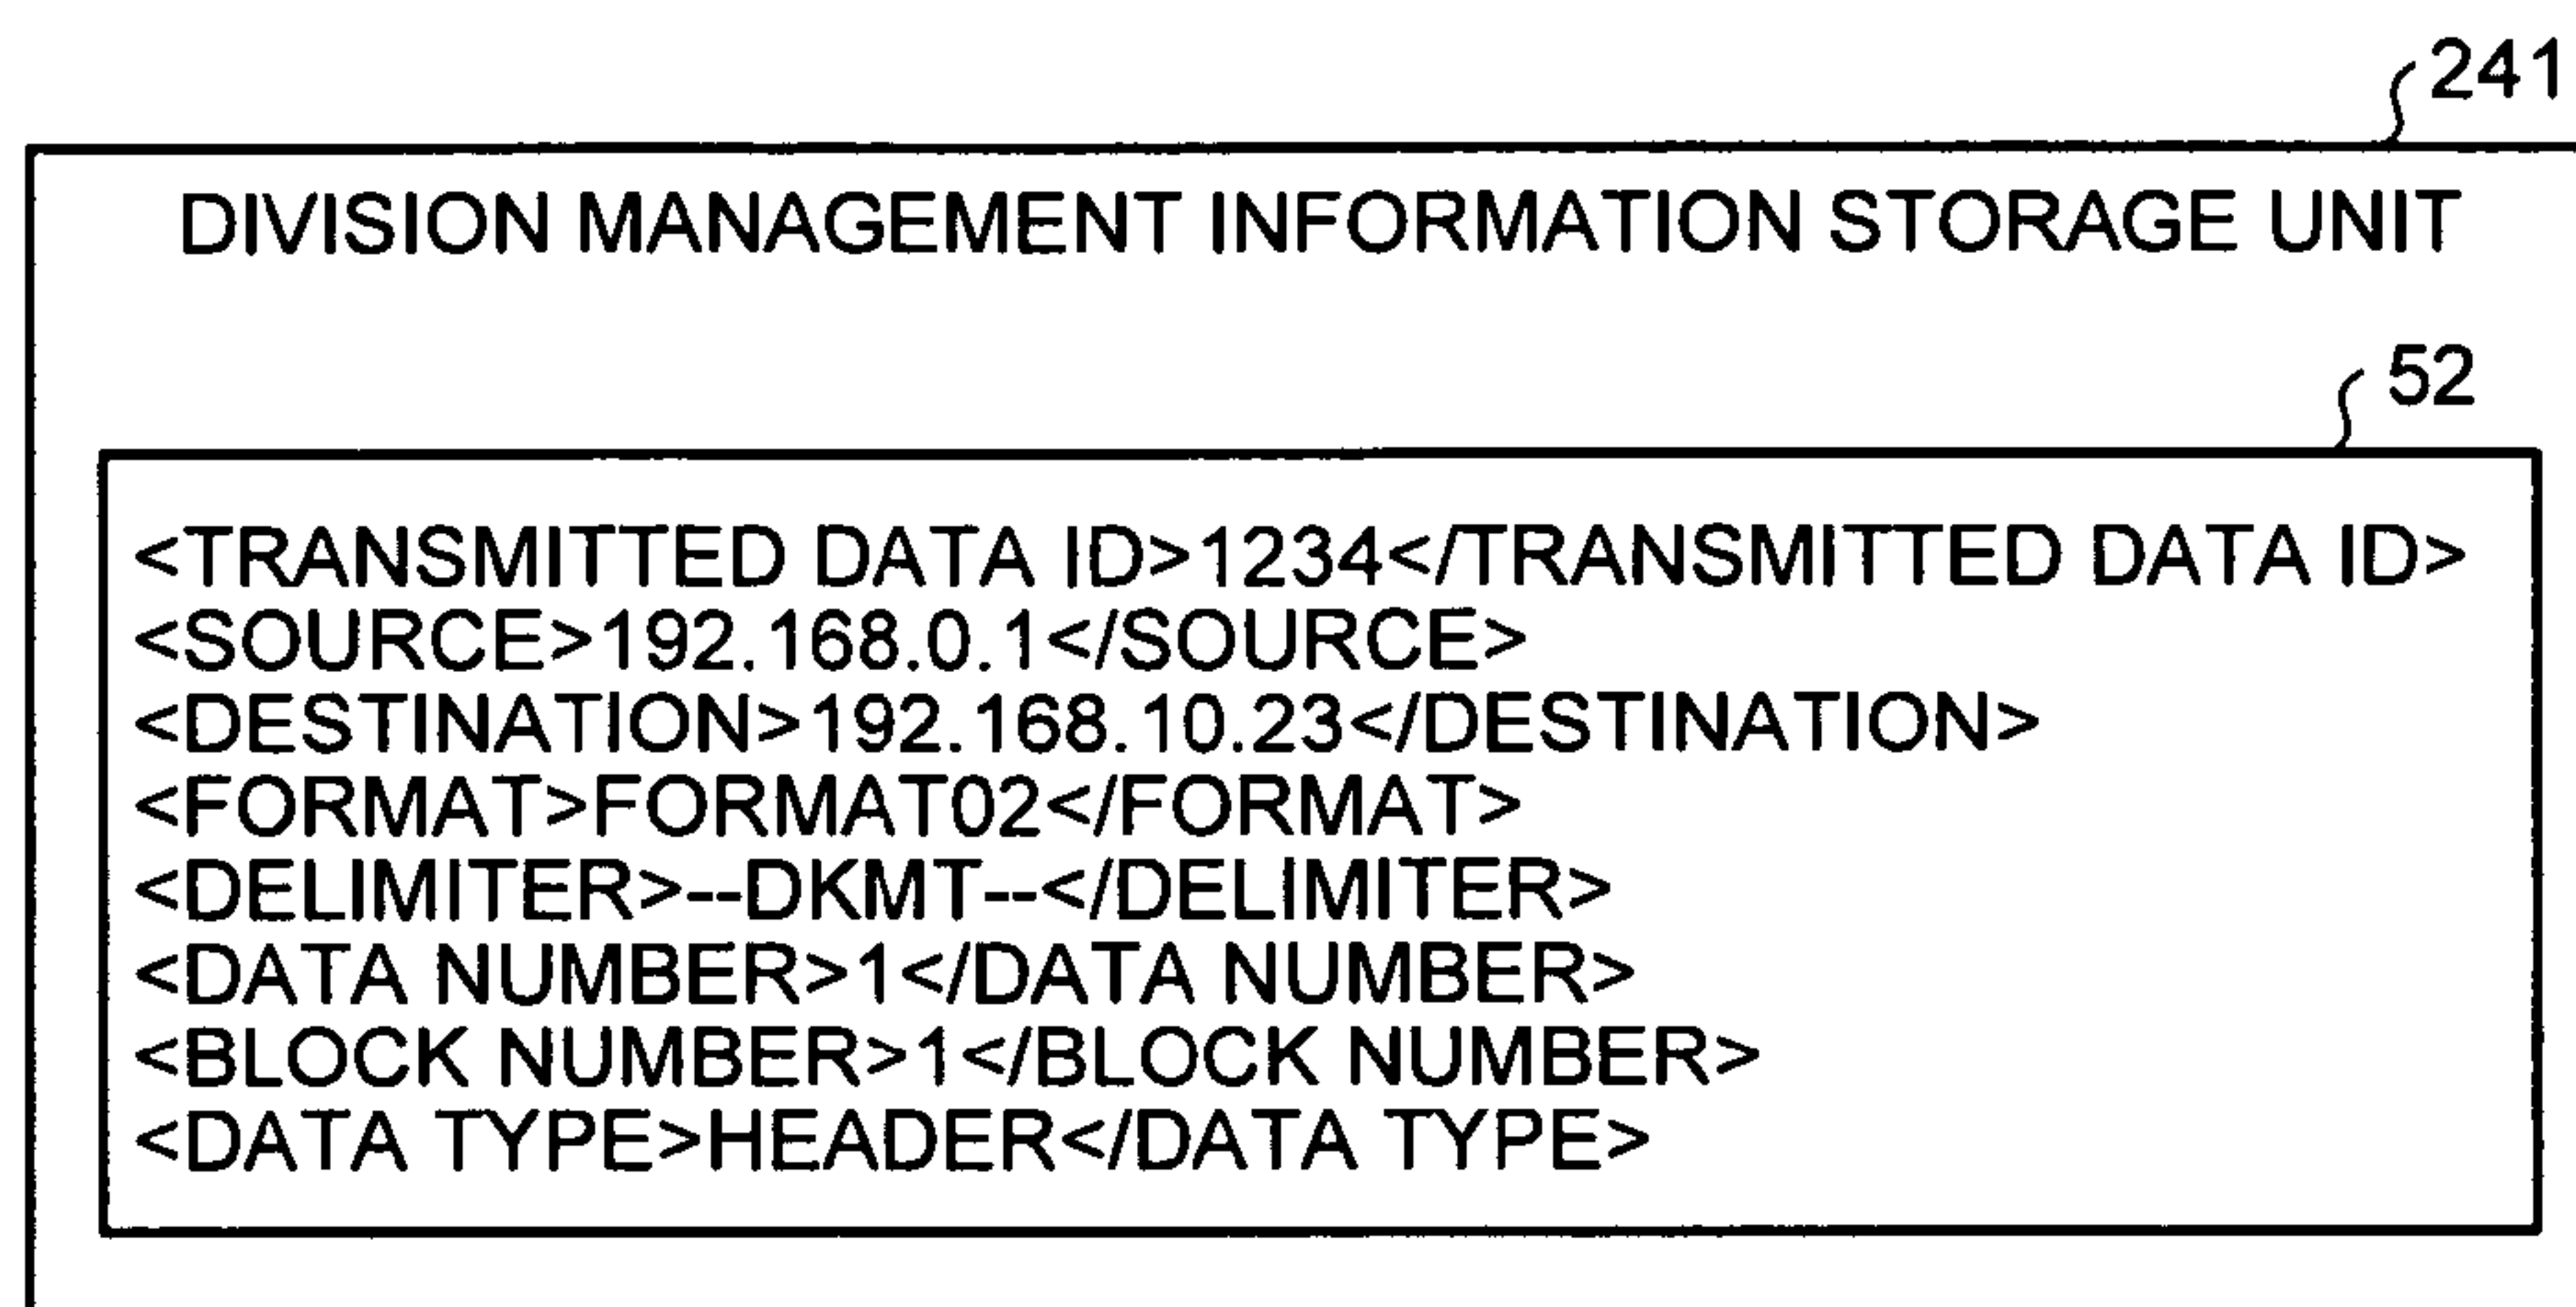 241
DIVISION MANAGEMENT INFORMATION STORAGE UNIT
52
<TRANSMITTED DATA ID>1234</TRANSMITTED DATA ID>
<SOURCE>192.168.0.1</SOURCE>
<DESTINATION>192.168.10.23</DESTINATION>
<FORMAT>FORMAT02</FORMAT>
<DELIMITER>--DKMT--</DELIMITER>
<DATA NUMBER>1</DATA NUMBER>
<BLOCK NUMBER>1</BLOCK NUMBER>
<DATA TYPE>HEADER</DATA TYPE>